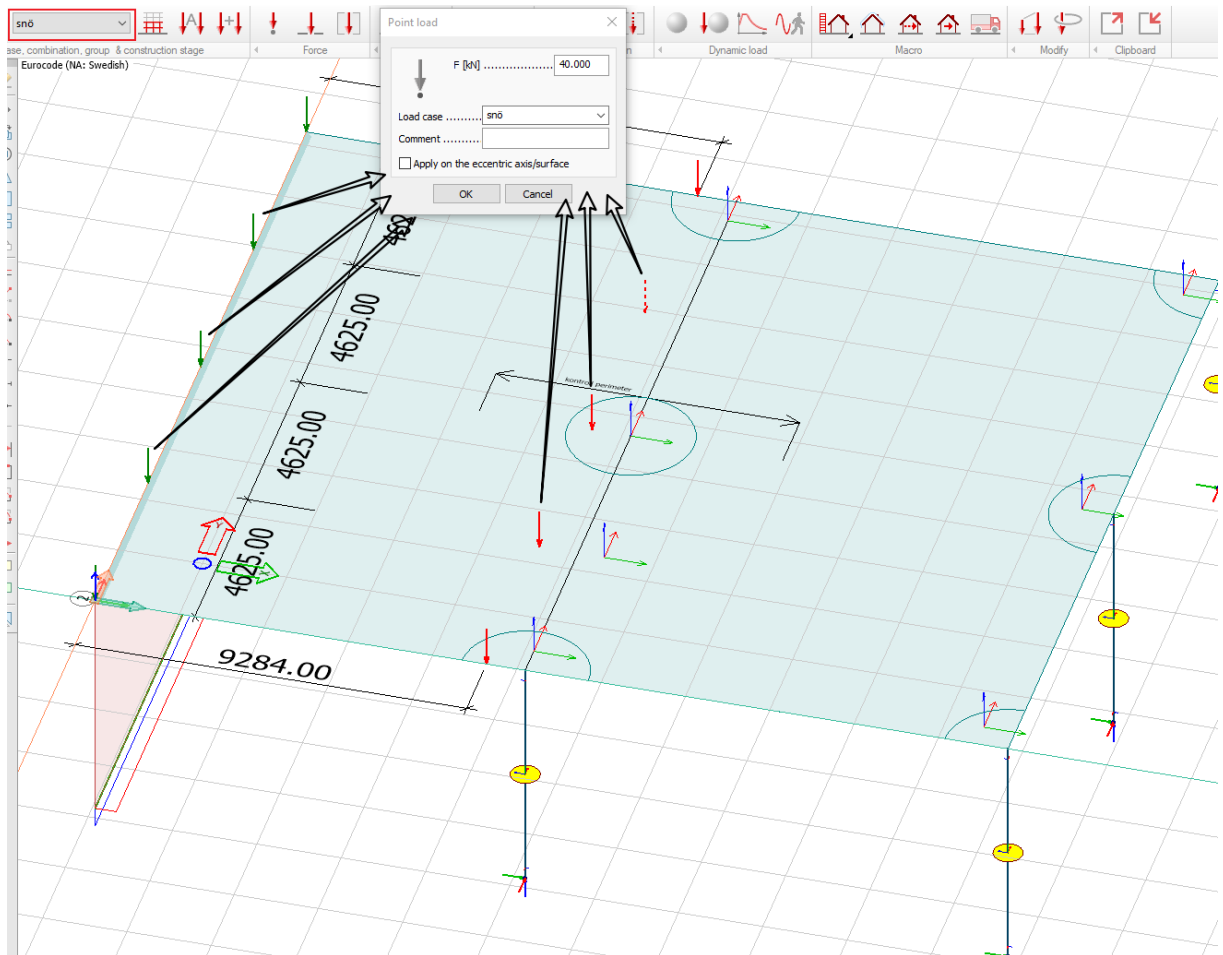 snö
Point load
ase, combination, group & construction stage
Force
n
Dynamic load
Macro
Modify
Clipboard
Eurocode (NA: Swedish)
F [kN] 40.000
Load case snö
Comment
Apply on the eccentric axis/surface
OK
Cancel
4625.00
kontroll perimeter
4625.00
4625.00
Y
X
2
9284.00